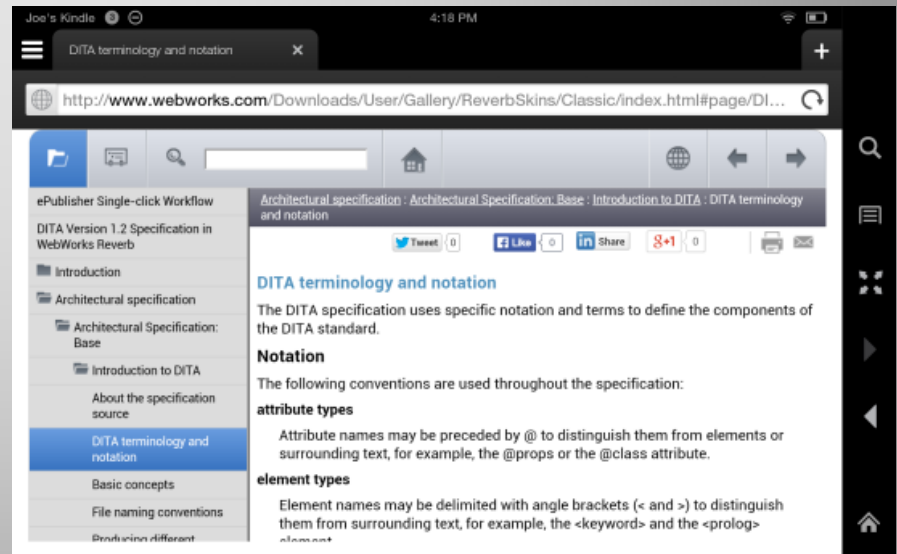 Joe's Kindle 3
4:18 PM
DITA terminology and notation
http://www.webworks.com/Downloads/User/Gallery/ReverbSkins/Classic/index.html#page/DI...
ePublisher Single-click Workflow
DITA Version 1.2 Specification in
WebWorks Reverb
Introduction
Architectural specification
Architectural Specification:
Base
Introduction to DITA
About the specification
source
DITA terminology and
notation
Basic concepts
File naming conventions
Producing different
Architectural specification : Architectural Specification: Base : Introduction to DITA : DITA terminology
and notation
Tweet 0 Like 0 in Share g+1 0
DITA terminology and notation
The DITA specification uses specific notation and terms to define the components of
the DITA standard.
Notation
The following conventions are used throughout the specification:
attribute types
Attribute names may be preceded by @ to distinguish them from elements or
surrounding text, for example, the @props or the @class attribute.
element types
Element names may be delimited with angle brackets (< and >) to distinguish
them from surrounding text, for example, the <keyword> and the <prolog>
element